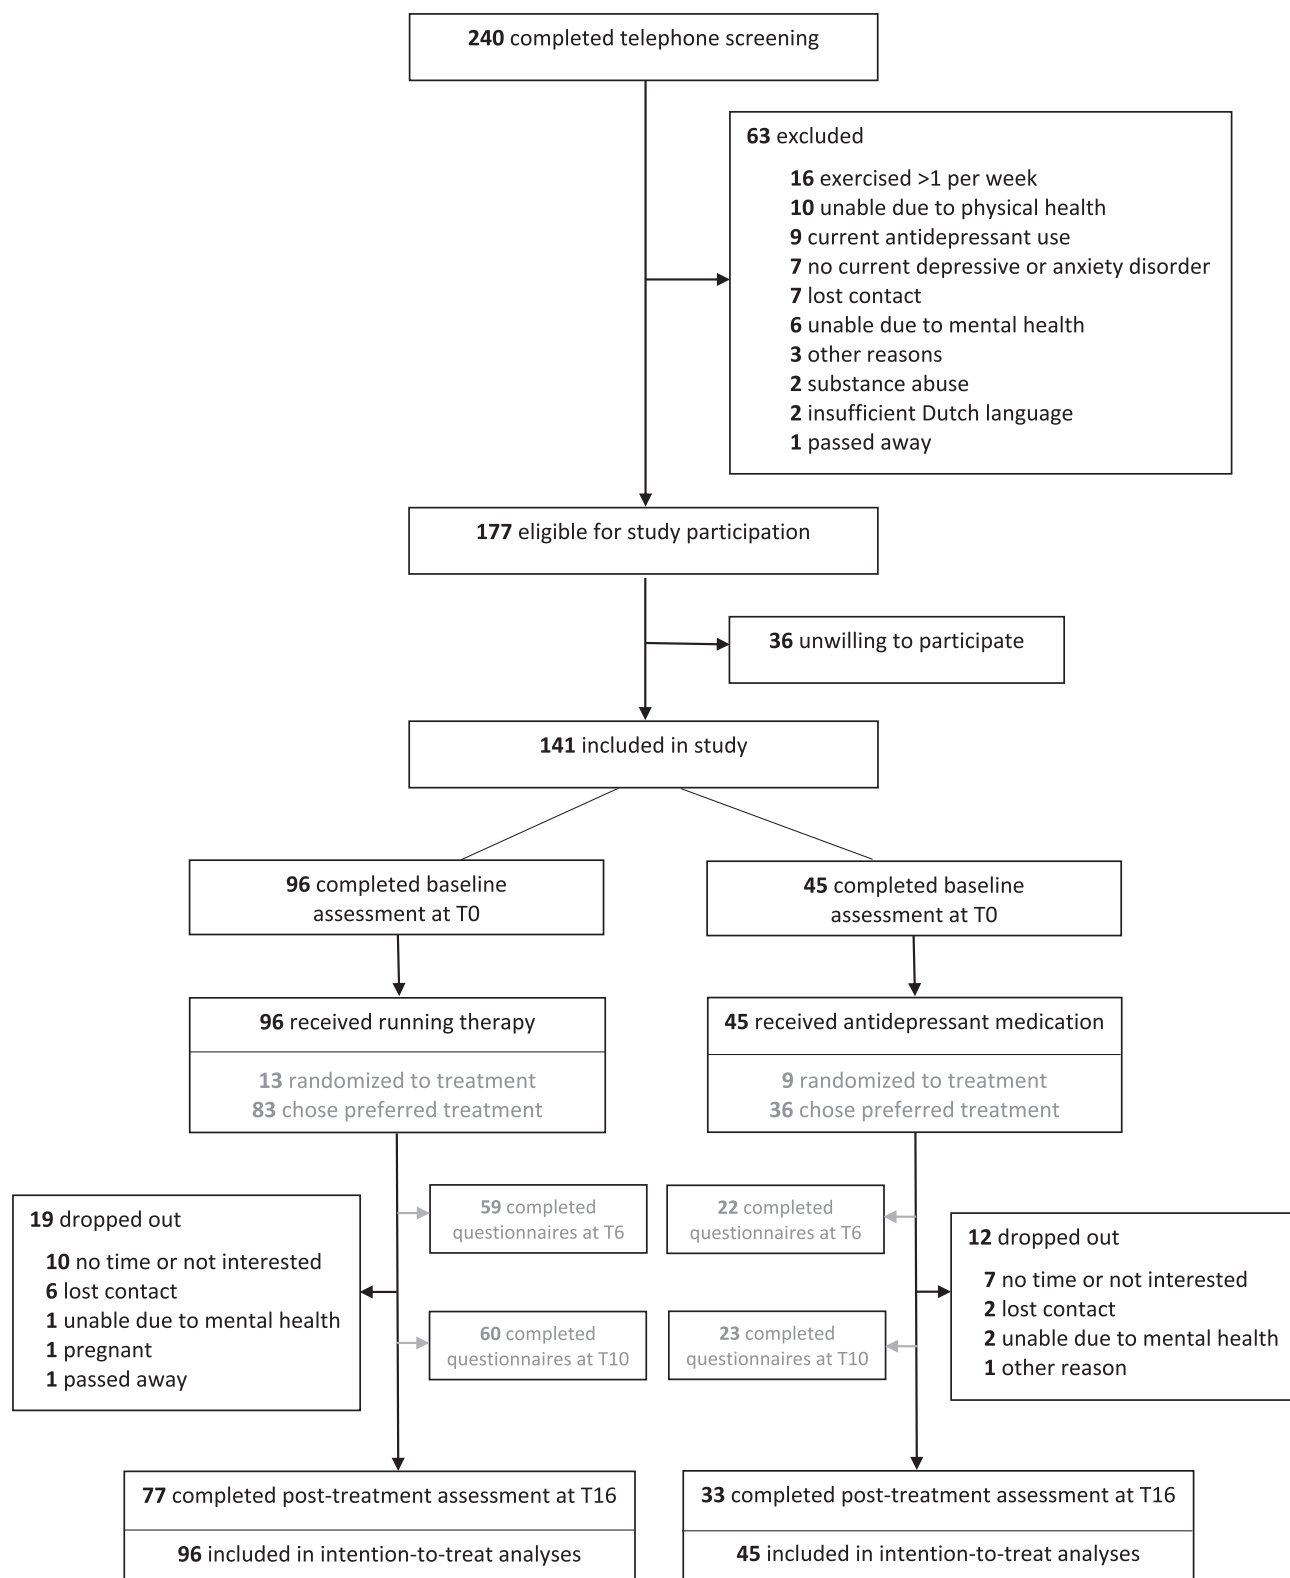 240 completed telephone screening
63 excluded
16 exercised >1 per week
10 unable due to physical health
9 current antidepressant use
7 no current depressive or anxiety disorder
7 lost contact
6 unable due to mental health
3 other reasons
2 substance abuse
2 insufficient Dutch language
1 passed away
177 eligible for study participation
36 unwilling to participate
141 included in study
96 completed baseline
assessment at T0
45 completed baseline
assessment at T0
96 received running therapy
13 randomized to treatment
83 chose preferred treatment
45 received antidepressant medication
9 randomized to treatment
36 chose preferred treatment
19 dropped out
10 no time or not interested
6 lost contact
1 unable due to mental health
1 pregnant
1 passed away
59 completed
questionnaires at T6
60 completed
questionnaires at T10
22 completed
questionnaires at T6
23 completed
questionnaires at T10
12 dropped out
7 no time or not interested
2 lost contact
2 unable due to mental health
1 other reason
77 completed post-treatment assessment at T16
96 included in intention-to-treat analyses
33 completed post-treatment assessment at T16
45 included in intention-to-treat analyses